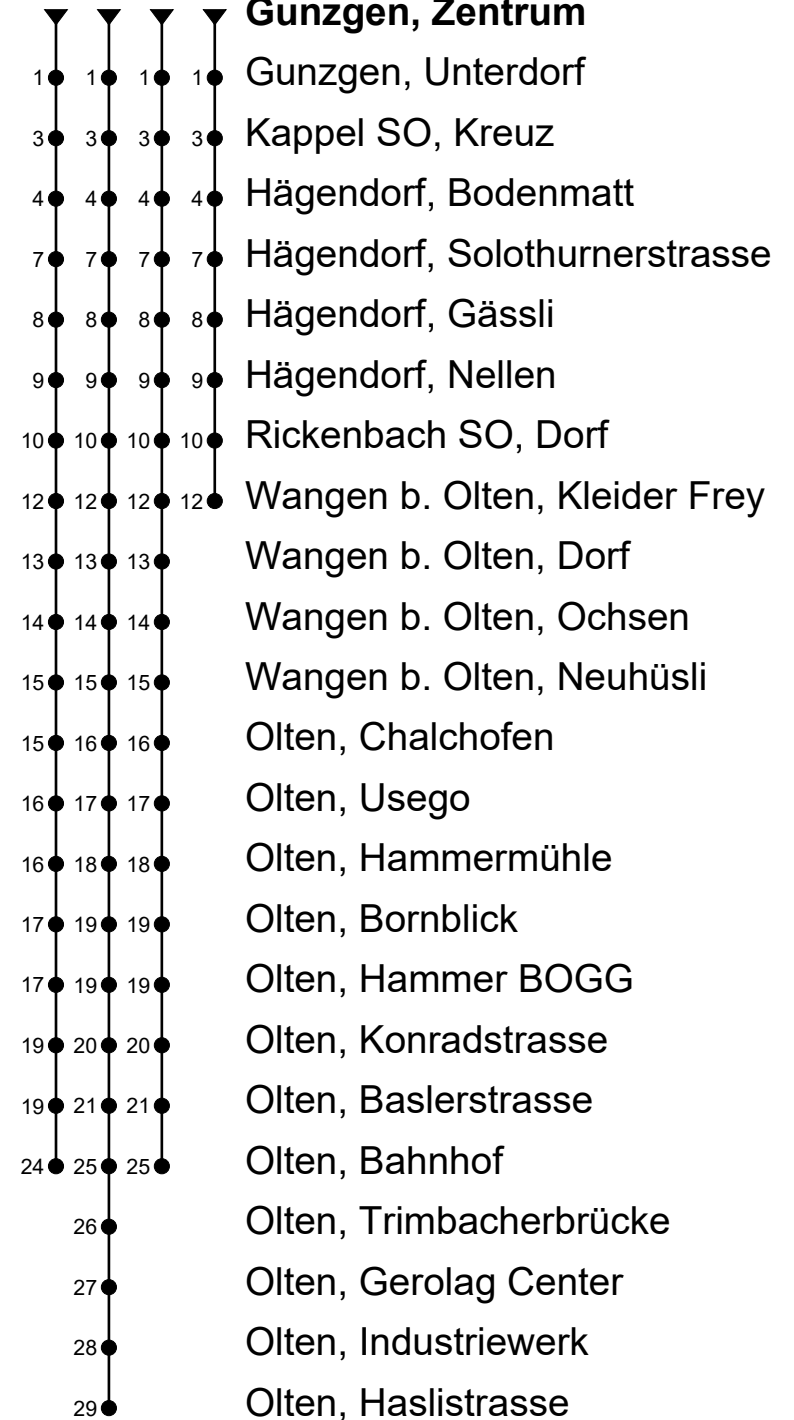 Gunzgen, Zentrum
1 1 1 1 Gunzgen, Unterdorf
3 3 3 3 Kappel SO, Kreuz
4 4 4 4 Hägendorf, Bodenmatt
7 7 7 7 Hägendorf, Solothurnerstrasse
8 8 8 8 Hägendorf, Gässli
9 9 9 9 Hägendorf, Nellen
10 10 10 10 Rickenbach SO, Dorf
12 12 12 12 Wangen b. Olten, Kleider Frey
13 13 13 Wangen b. Olten, Dorf
14 14 14 Wangen b. Olten, Ochsen
15 15 15 Wangen b. Olten, Neuhüsli
15 16 16 Olten, Chalchofen
16 17 17 Olten, Usego
16 18 18 Olten, Hammermühle
17 19 19 Olten, Bornblick
17 19 19 Olten, Hammer BOGG
19 20 20 Olten, Konradstrasse
19 21 21 Olten, Baslerstrasse
24 25 25 Olten, Bahnhof
26 Olten, Trimbacherbrücke
27 Olten, Gerolag Center
28 Olten, Industriewerk
29 Olten, Haslistrasse